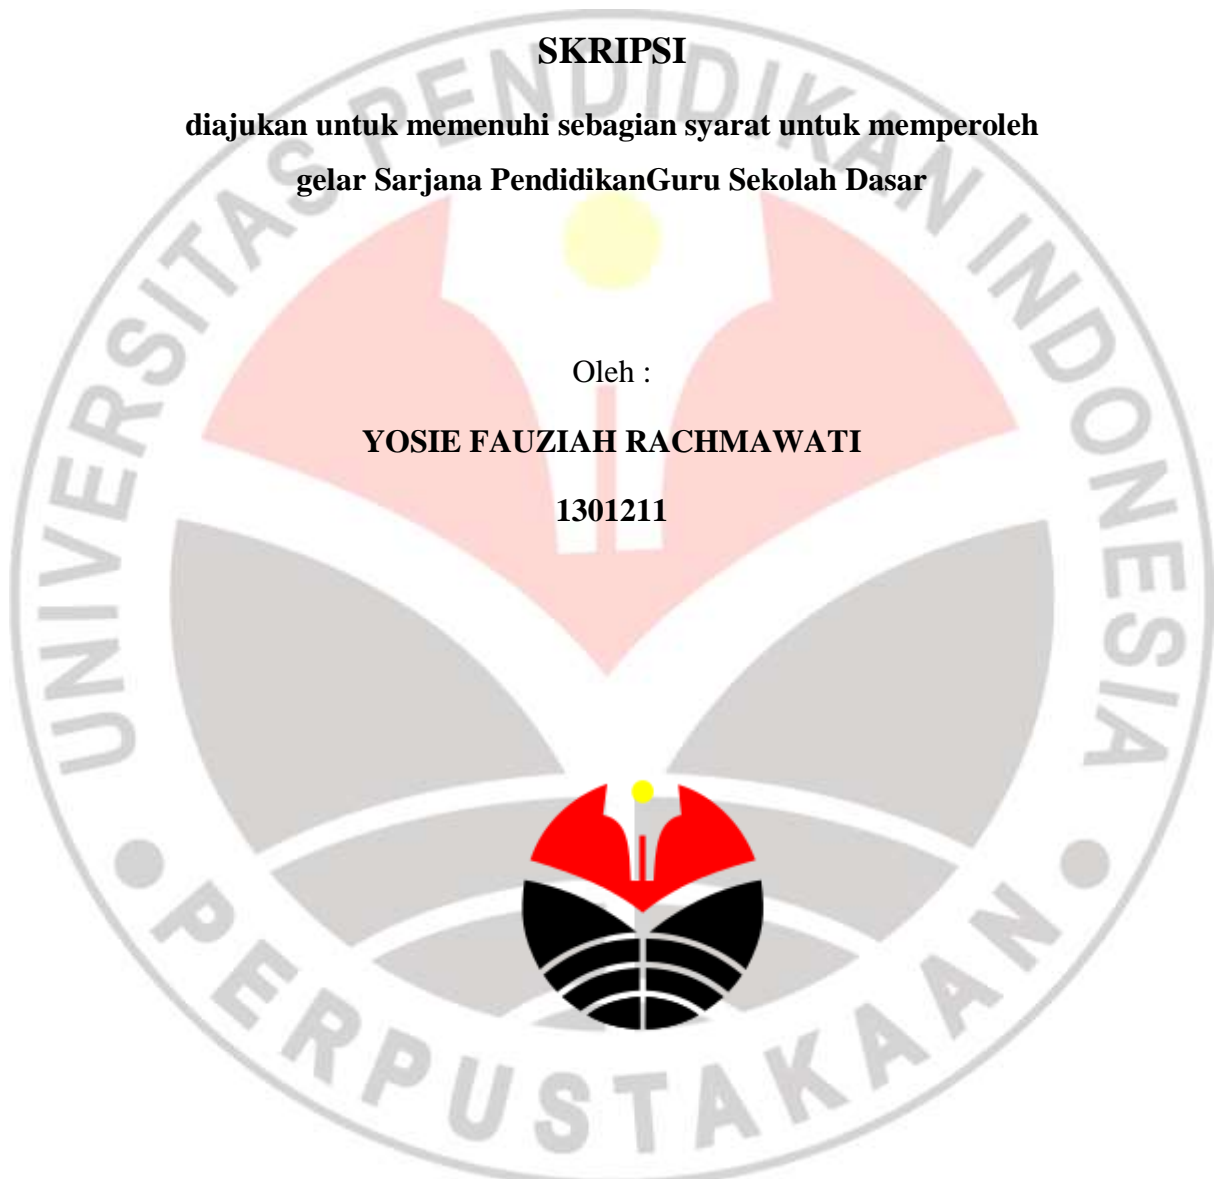 SKRIPSI
diajukan untuk memenuhi sebagian syarat untuk memperoleh
gelar Sarjana PendidikanGuru Sekolah Dasar
Oleh :
YOSIE FAUZIAH RACHMAWATI
1301211
UNIVERSITAS PENDIDIKAN INDONESIA
PERPUSTAKAAN